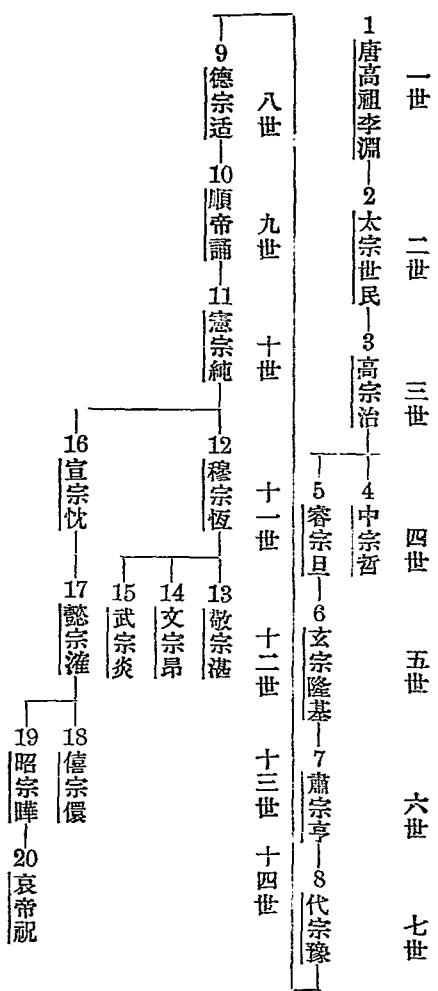 一世
二世
三世
四世
五世
六世
七世
1 唐高祖李淵
2 太宗世民
3 高宗治
4 中宗哲
5 睿宗旦
6 玄宗隆基
7 肅宗亨
8 代宗豫
八世
九世
十世
十一世
十二世
十三世
十四世
9 德宗适
10 順帝誦
11 憲宗純
12 穆宗恆
13 敬宗湛
14 文宗昂
15 武宗炎
16 宣宗忱
17 懿宗漼
18 僖宗儇
19 昭宗曄
20 哀帝祝